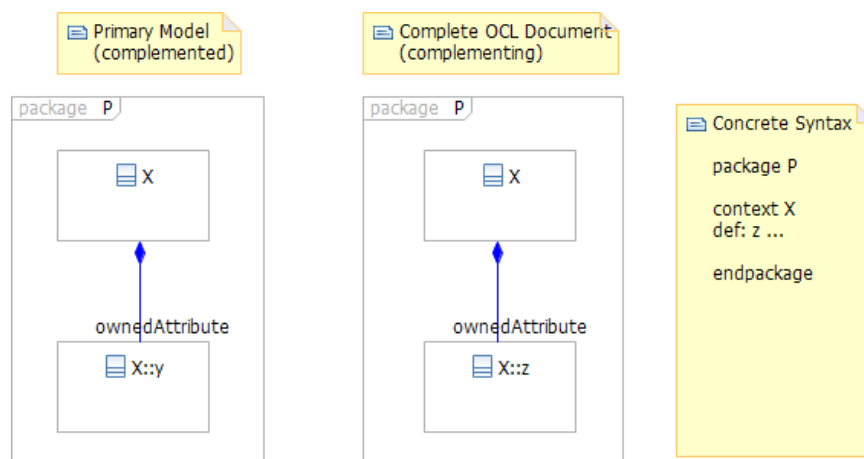 Primary Model
(complemented)
Complete OCL Document
(complementing)
package P
X
ownedAttribute
X::y
package P
X
ownedAttribute
X::z
Concrete Syntax
package P
context X
def: z ...
endpackage